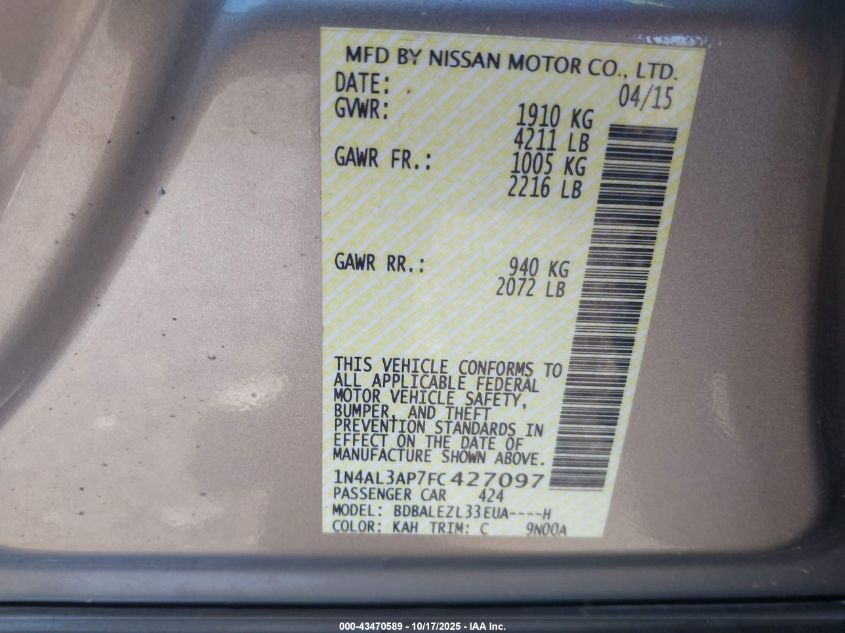 MFD BY NISSAN MOTOR CO., LTD.
DATE: 04/15
GVWR: 1910 KG
4211 LB
GAWR FR.: 1005 KG
2216 LB
GAWR RR.: 940 KG
2072 LB
THIS VEHICLE CONFORMS TO
ALL APPLICABLE FEDERAL
MOTOR VEHICLE SAFETY,
BUMPER, AND THEFT
PREVENTION STANDARDS IN
EFFECT ON THE DATE OF
MANUFACTURE SHOWN ABOVE.
1N4AL3AP7FC427097
PASSENGER CAR 424
MODEL: BDBALEZL33EUA----H
COLOR: KAH TRIM: C 9N00A
000-43470589 - 10/17/2025 - IAA Inc.